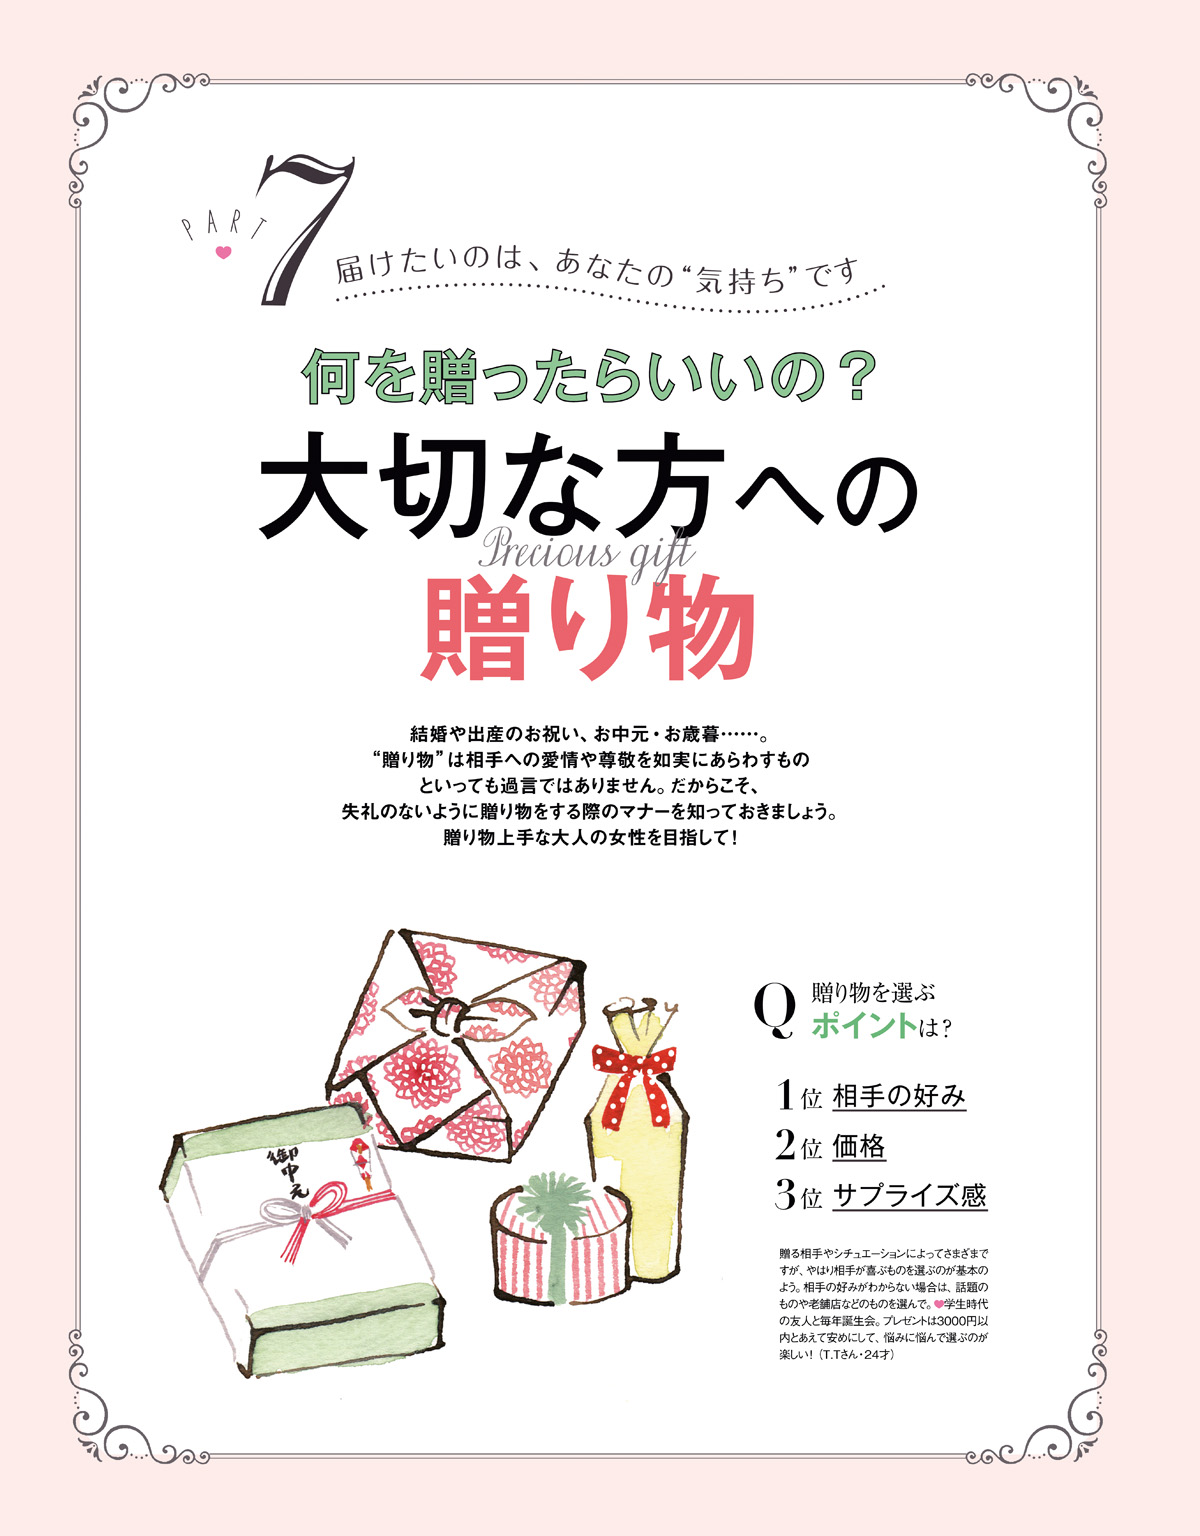 PART 7
届けたいのは、あなたの“気持ち”です
何を贈ったらいいの？
大切な方への
Precious gift
贈り物
結婚や出産のお祝い、お中元・お歳暮……。
“贈り物”は相手への愛情や尊敬を如実にあらわすもの
といっても過言ではありません。だからこそ、
失礼のないように贈り物をする際のマナーを知っておきましょう。
贈り物上手な大人の女性を目指して！
御中元
Q 贈り物を選ぶ
ポイントは？
1位 相手の好み
2位 価格
3位 サプライズ感
贈る相手やシチュエーションによってさまざまで
すが、やはり相手が喜ぶものを選ぶのが基本の
よう。相手の好みがわからない場合は、話題の
ものや老舗店などのものを選んで。♥学生時代
の友人と毎年誕生会。プレゼントは3000円以
内とあえて安めにして、悩みに悩んで選ぶのが
楽しい！（T.Tさん・24才）